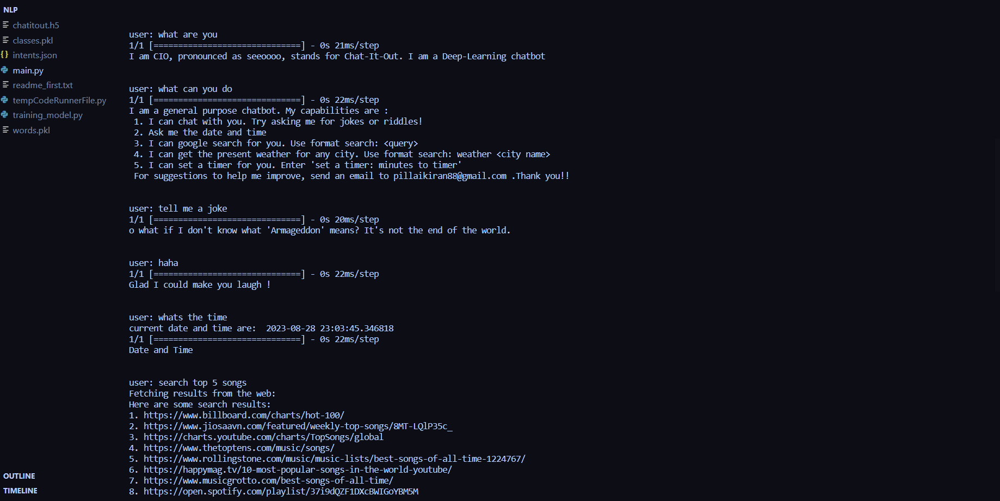 NLP
chatitout.h5
classes.pkl
{} intents.json
main.py
readme_first.txt
tempCodeRunnerFile.py
training_model.py
words.pkl
OUTLINE
TIMELINE
user: what are you
1/1 [==============================] - 0s 21ms/step
I am CIO, pronounced as seeoooo, stands for Chat-It-Out. I am a Deep-Learning chatbot
user: what can you do
1/1 [==============================] - 0s 22ms/step
I am a general purpose chatbot. My capabilities are :
1. I can chat with you. Try asking me for jokes or riddles!
2. Ask me the date and time
3. I can google search for you. Use format search: <query>
4. I can get the present weather for any city. Use format search: weather <city name>
5. I can set a timer for you. Enter 'set a timer: minutes to timer'
For suggestions to help me improve, send an email to pillaikiran88@gmail.com .Thank you!!
user: tell me a joke
1/1 [==============================] - 0s 20ms/step
o what if I don't know what 'Armageddon' means? It's not the end of the world.
user: haha
1/1 [==============================] - 0s 22ms/step
Glad I could make you laugh !
user: whats the time
current date and time are:  2023-08-28 23:03:45.346818
1/1 [==============================] - 0s 22ms/step
Date and Time
user: search top 5 songs
Fetching results from the web:
Here are some search results:
1. https://www.billboard.com/charts/hot-100/
2. https://www.jiosaavn.com/featured/weekly-top-songs/8MT-LQlP35c_
3. https://charts.youtube.com/charts/TopSongs/global
4. https://www.thetoptens.com/music/songs/
5. https://www.rollingstone.com/music/music-lists/best-songs-of-all-time-1224767/
6. https://happymag.tv/10-most-popular-songs-in-the-world-youtube/
7. https://www.musicgrotto.com/best-songs-of-all-time/
8. https://open.spotify.com/playlist/37i9dQZF1DXcBWIGoYBM5M